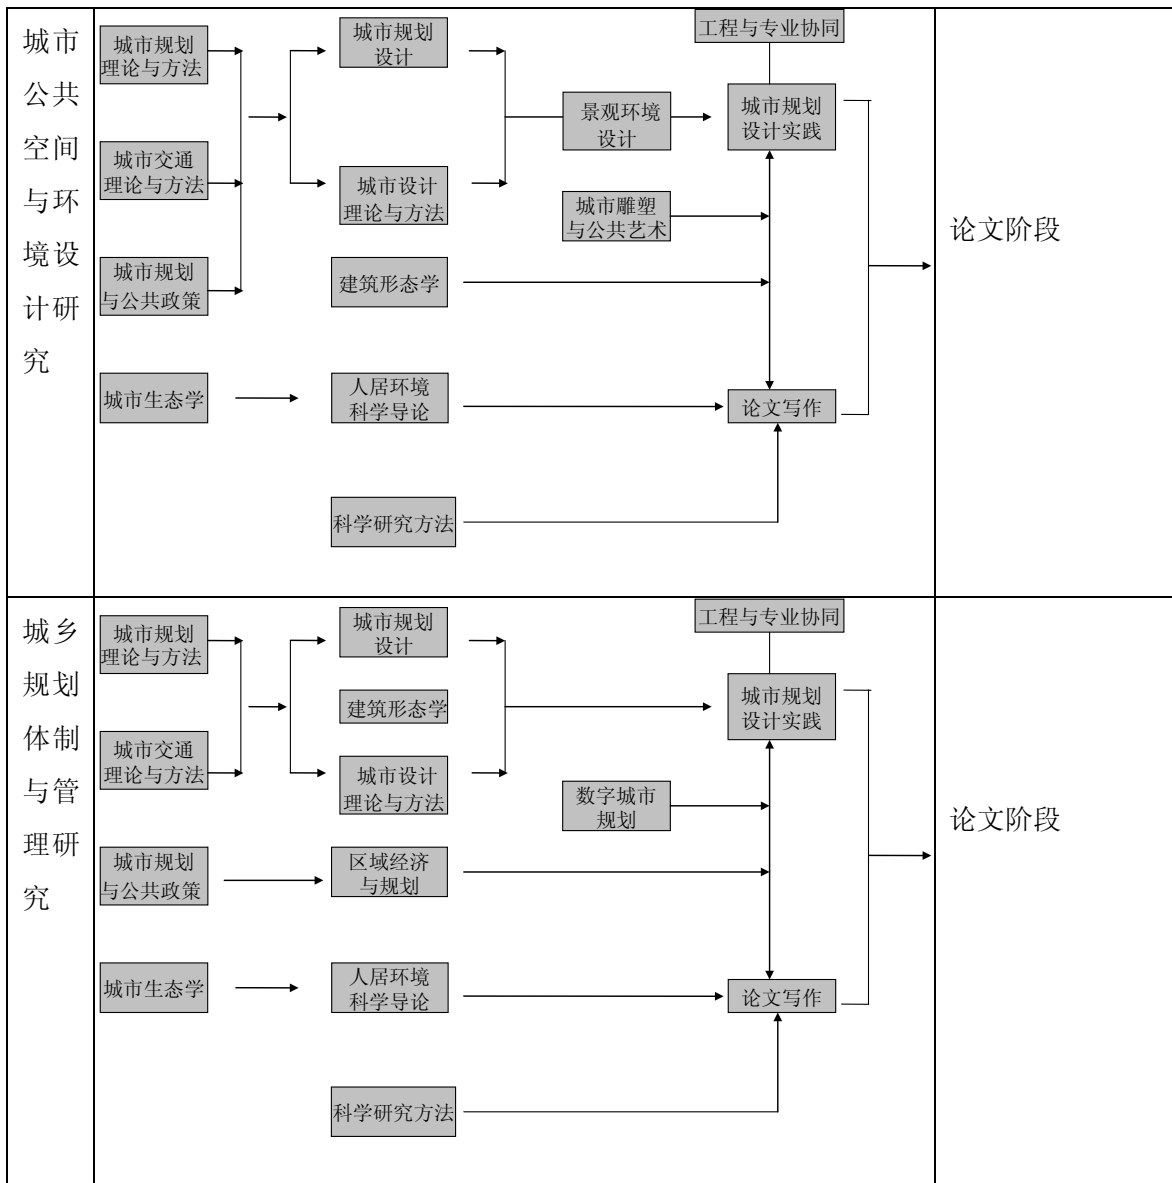 城市
公共
空间
与环
境设
计研
究
城市规划
理论与方法
城市交通
理论与方法
城市规划
与公共政策
城市生态学
城市规划
设计
城市设计
理论与方法
建筑形态学
人居环境
科学导论
科学研究方法
景观环境
设计
城市雕塑
与公共艺术
工程与专业协同
城市规划
设计实践
论文写作
论文阶段
城乡
规划
体制
与管
理研
究
城市规划
理论与方法
城市交通
理论与方法
城市规划
与公共政策
城市生态学
城市规划
设计
建筑形态学
城市设计
理论与方法
区域经济
与规划
人居环境
科学导论
科学研究方法
数字城市
规划
工程与专业协同
城市规划
设计实践
论文写作
论文阶段